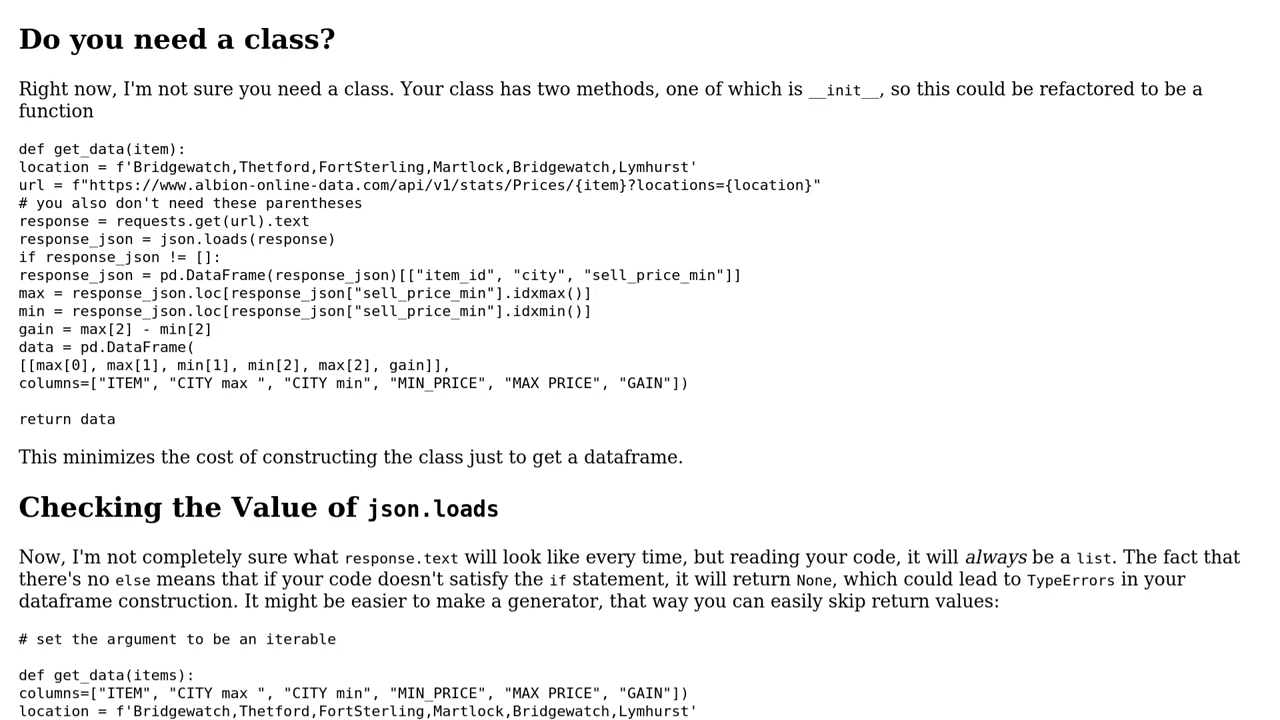 Do you need a class?
Right now, I'm not sure you need a class. Your class has two methods, one of which is __init__, so this could be refactored to be a
function
def get_data(item):
location = f'Bridgewatch,Thetford,FortSterling,Martlock,Bridgewatch,Lymhurst'
url = f"https://www.albion-online-data.com/api/v1/stats/Prices/{item}?locations={location}"
# you also don't need these parentheses
response = requests.get(url).text
response_json = json.loads(response)
if response_json != []:
response_json = pd.DataFrame(response_json)[["item_id", "city", "sell_price_min"]]
max = response_json.loc[response_json["sell_price_min"].idxmax()]
min = response_json.loc[response_json["sell_price_min"].idxmin()]
gain = max[2] - min[2]
data = pd.DataFrame(
[[max[0], max[1], min[1], min[2], max[2], gain]],
columns=["ITEM", "CITY max ", "CITY min", "MIN_PRICE", "MAX PRICE", "GAIN"])
return data
This minimizes the cost of constructing the class just to get a dataframe.
Checking the Value of json.loads
Now, I'm not completely sure what response.text will look like every time, but reading your code, it will always be a list. The fact that
there's no else means that if your code doesn't satisfy the if statement, it will return None, which could lead to TypeErrors in your
dataframe construction. It might be easier to make a generator, that way you can easily skip return values:
# set the argument to be an iterable
def get_data(items):
columns=["ITEM", "CITY max ", "CITY min", "MIN_PRICE", "MAX PRICE", "GAIN"])
location = f'Bridgewatch,Thetford,FortSterling,Martlock,Bridgewatch,Lymhurst'